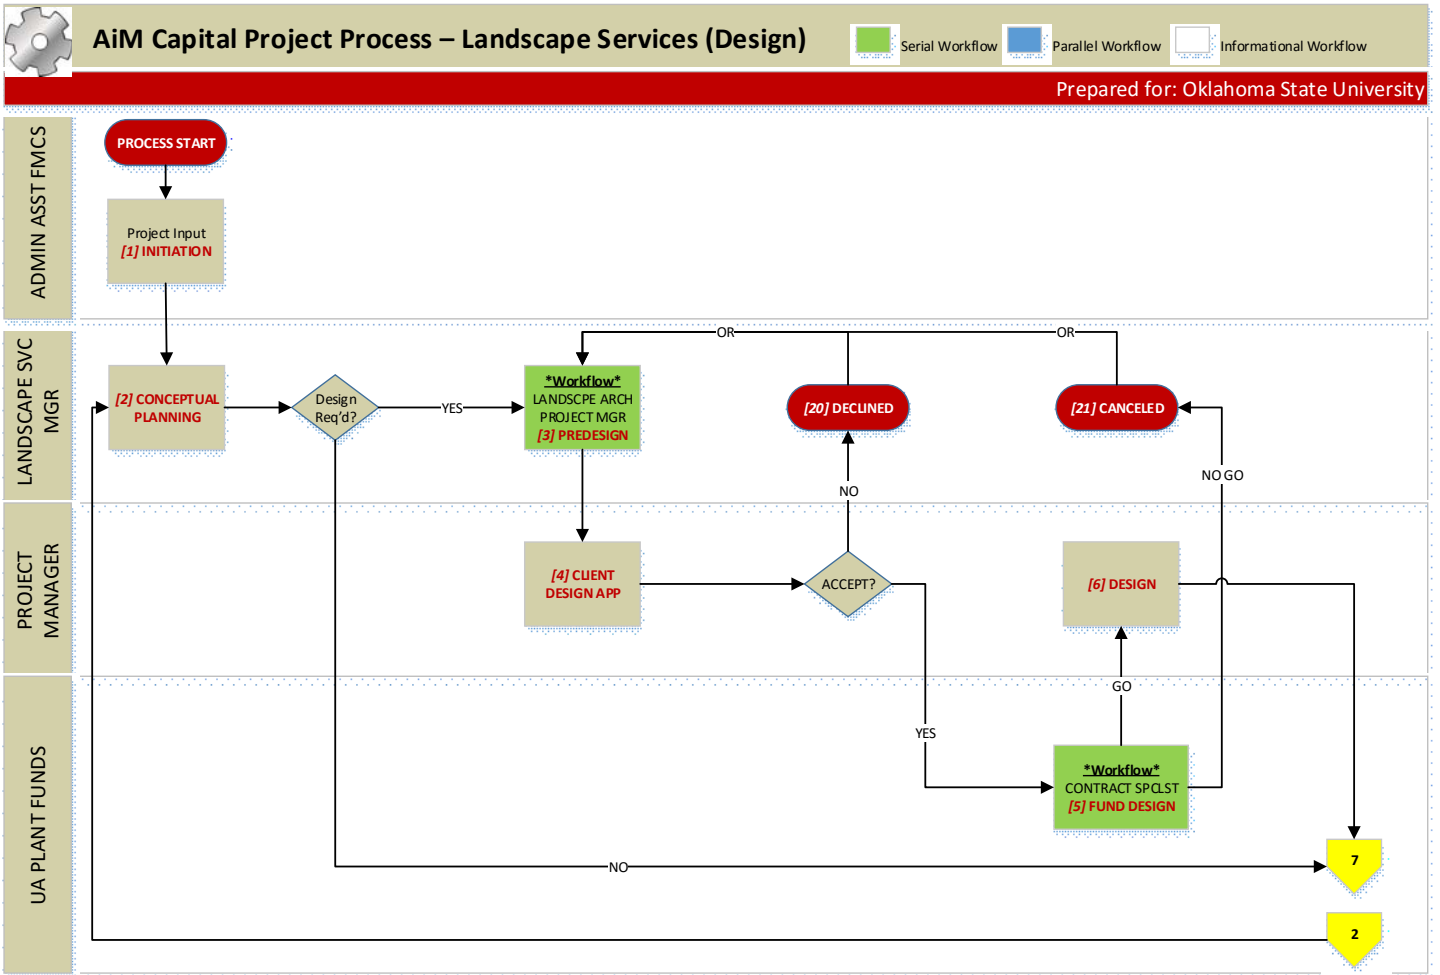 AiM Capital Project Process – Landscape Services (Design)
Serial Workflow
Parallel Workflow
Informational Workflow
Prepared for: Oklahoma State University
ADMIN ASST FMCS
PROCESS START
Project Input
[1] INITIATION
LANDSCAPE SVC
MGR
[2] CONCEPTUAL
PLANNING
Design
Req'd?
YES
*Workflow*
LANDSCPE ARCH
PROJECT MGR
[3] PREDESIGN
OR
OR
[20] DECLINED
[21] CANCELED
NO
NO GO
PROJECT
MANAGER
[4] CLIENT
DESIGN APP
ACCEPT?
[6] DESIGN
GO
YES
UA PLANT FUNDS
*Workflow*
CONTRACT SPCLST
[5] FUND DESIGN
NO
7
2